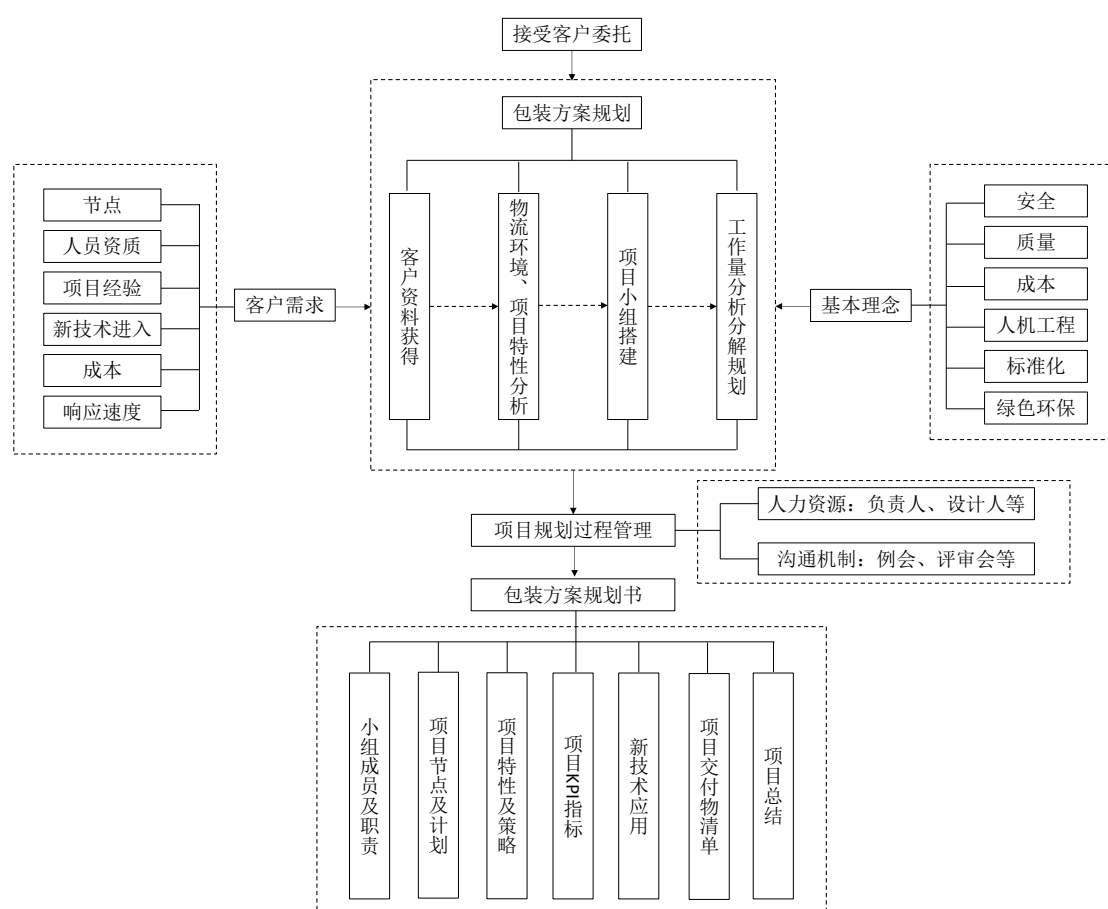 接受客户委托
包装方案规划
客户资料获得
物流环境、项目特性分析
项目小组搭建
工作量分析分解规划
节点
人员资质
项目经验
新技术进入
成本
响应速度
客户需求
基本理念
安全
质量
成本
人机工程
标准化
绿色环保
项目规划过程管理
人力资源：负责人、设计人等
沟通机制：例会、评审会等
包装方案规划书
小组成员及职责
项目节点及计划
项目特性及策略
项目KPI指标
新技术应用
项目交付物清单
项目总结